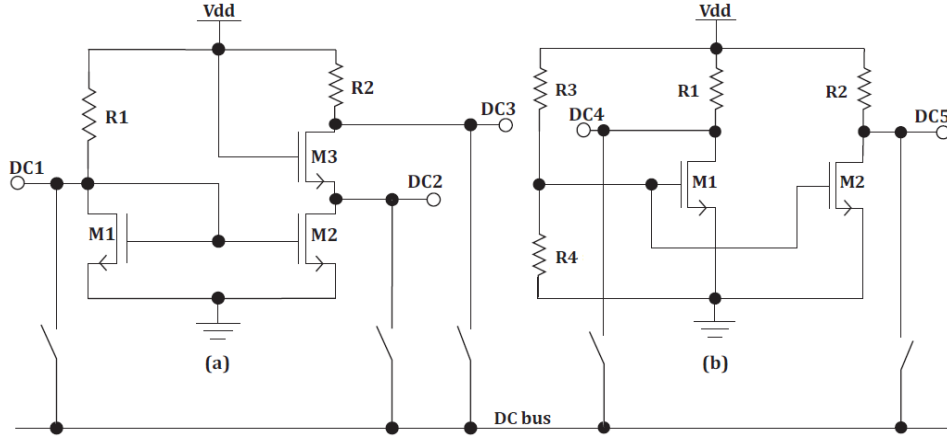 Vdd
Vdd
R1
R2
R3
R1
R2
DC3
DC4
DC5
M3
DC1
DC2
M1
M2
M1
M2
R4
(a)
(b)
DC bus